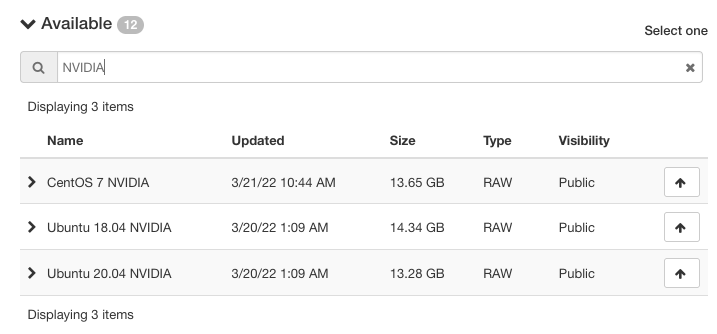 Available 12
Select one
NVIDIA
Displaying 3 items
Name Updated Size Type Visibility
CentOS 7 NVIDIA 3/21/22 10:44 AM 13.65 GB RAW Public
Ubuntu 18.04 NVIDIA 3/20/22 1:09 AM 14.34 GB RAW Public
Ubuntu 20.04 NVIDIA 3/20/22 1:09 AM 13.28 GB RAW Public
Displaying 3 items